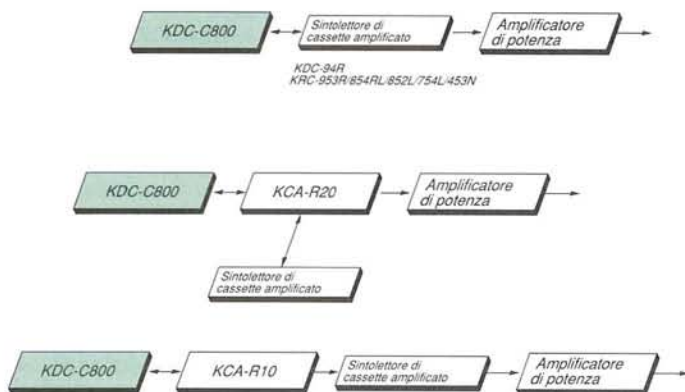 KDC-C800
Sintolettore di
cassette amplificato
Amplificatore
di potenza
KDC-94R
KRC-953R/854RL/852L/754L/453N
KDC-C800
KCA-R20
Amplificatore
di potenza
Sintolettore di
cassette amplificato
KDC-C800
KCA-R10
Sintolettore di
cassette amplificato
Amplificatore
di potenza